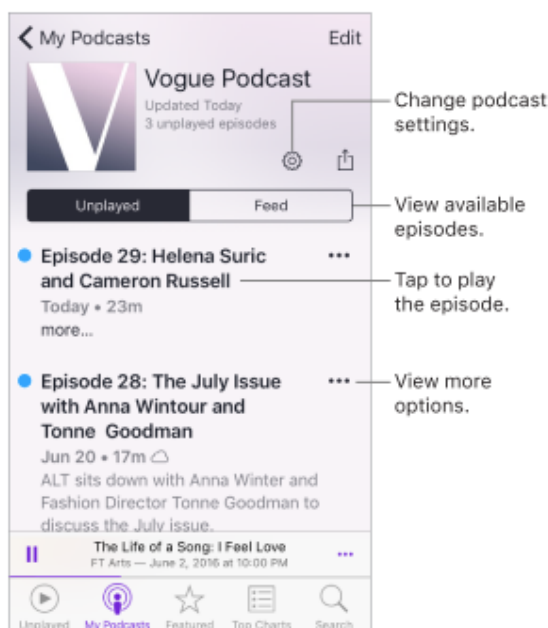 My Podcasts Edit
Vogue Podcast
Updated Today
3 unplayed episodes
Change podcast
settings.
Unplayed Feed
View available
episodes.
Episode 29: Helena Suric
and Cameron Russell
Today • 23m
more...
Tap to play
the episode.
Episode 28: The July Issue
with Anna Wintour and
Tonne Goodman
Jun 20 • 17m
ALT sits down with Anna Winter and
Fashion Director Tonne Goodman to
discuss the July issue.
View more
options.
The Life of a Song: I Feel Love
FT Arts — June 2, 2016 at 10:00 PM
Unplayed My Podcasts Featured Top Charts Search